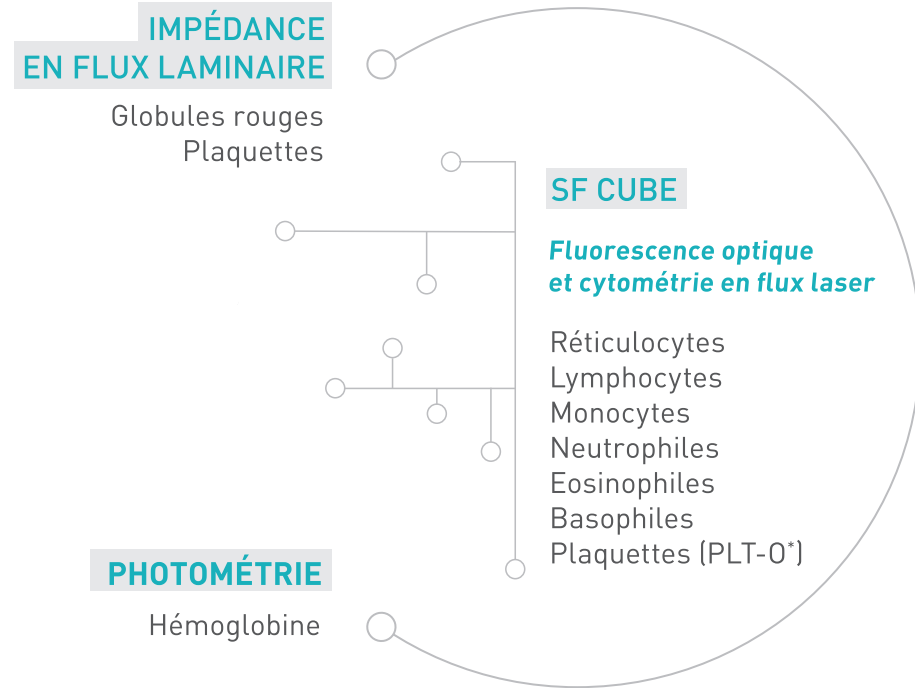 IMPÉDANCE
EN FLUX LAMINAIRE
Globules rouges
Plaquettes
SF CUBE
Fluorescence optique
et cytométrie en flux laser
Réticulocytes
Lymphocytes
Monocytes
Neutrophiles
Eosinophiles
Basophiles
Plaquettes (PLT-O*)
PHOTOMÉTRIE
Hémoglobine